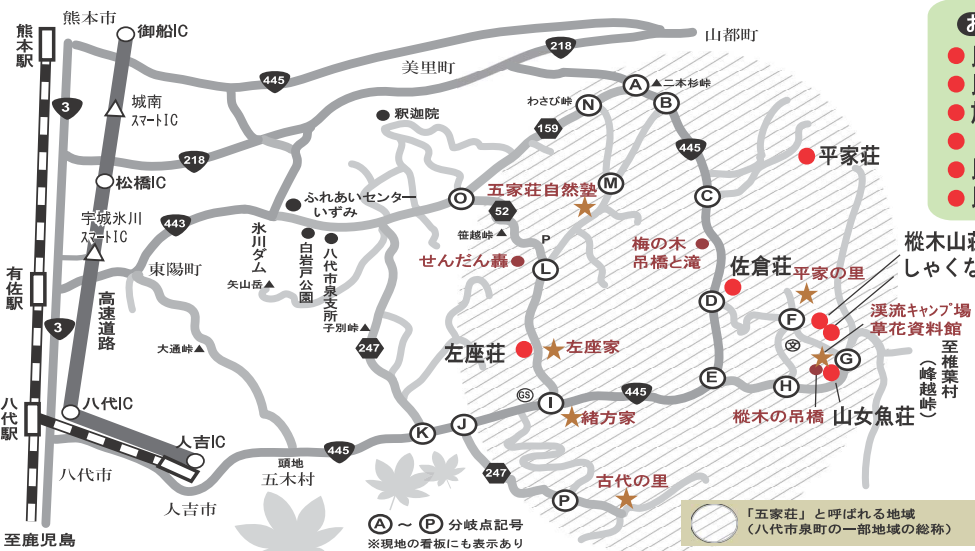 熊本市
熊本駅
御船IC
山都町
218
445
美里町
3
城南
スマートIC
218
松橋IC
宇城氷川
スマートIC
443
東陽町
有佐駅
高速道路
3
八代IC
八代駅
人吉IC
八代市
人吉市
至鹿児島
釈迦院
ふれあいセンター
いずみ
氷川ダム
矢山岳
白岩戸公園
八代市泉支所
子別峠
大通峠
247
頭地
五木村
445
K
J
247
P
わさび峠
N
A
二本杉峠
B
159
445
O
52
五家荘自然塾
M
C
平家荘
笹越峠
P
せんだん轟
L
梅の木
吊橋と滝
佐倉荘
D
平家の里
樅木山荘
しゃくな
F
渓流キャンプ場
草花資料館
文
G
左座荘
左座家
GS
I
445
E
H
緒方家
樅木の吊橋
山女魚荘
至椎葉村
(峰越峠)
古代の里
A ～ P 分岐点記号
※現地の看板にも表示あり
「五家荘」と呼ばれる地域
(八代市泉町の一部地域の総称)